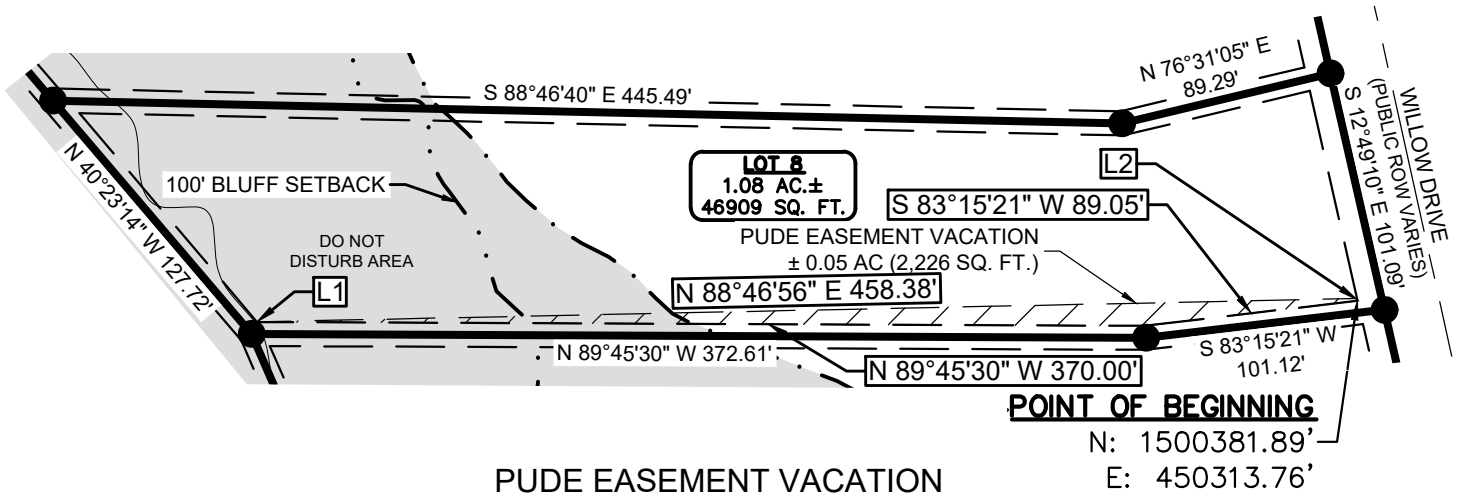 N 76°31'05" E
89.29'
S 88°46'40" E 445.49'
WILLOW DRIVE
(PUBLIC ROW VARIES)
S 12°49'10" E 101.09'
N 40°23'14" W 127.72'
100' BLUFF SETBACK
LOT 8
1.08 AC.±
46909 SQ. FT.
L2
S 83°15'21" W 89.05'
DO NOT
DISTURB AREA
PUDE EASEMENT VACATION
± 0.05 AC (2,226 SQ. FT.)
L1
N 88°46'56" E 458.38'
N 89°45'30" W 372.61'
S 83°15'21" W
101.12'
N 89°45'30" W 370.00'
POINT OF BEGINNING
N: 1500381.89'
E: 450313.76'
PUDE EASEMENT VACATION